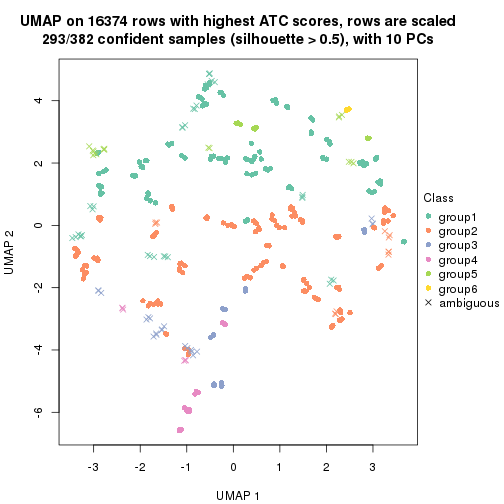 UMAP on 16374 rows with highest ATC scores, rows are scaled
293/382 confident samples (silhouette > 0.5), with 10 PCs
4
2
0
-2
-4
-6
UMAP 2
-3
-2
-1
0
1
2
3
UMAP 1
Class
group1
group2
group3
group4
group5
group6
ambiguous